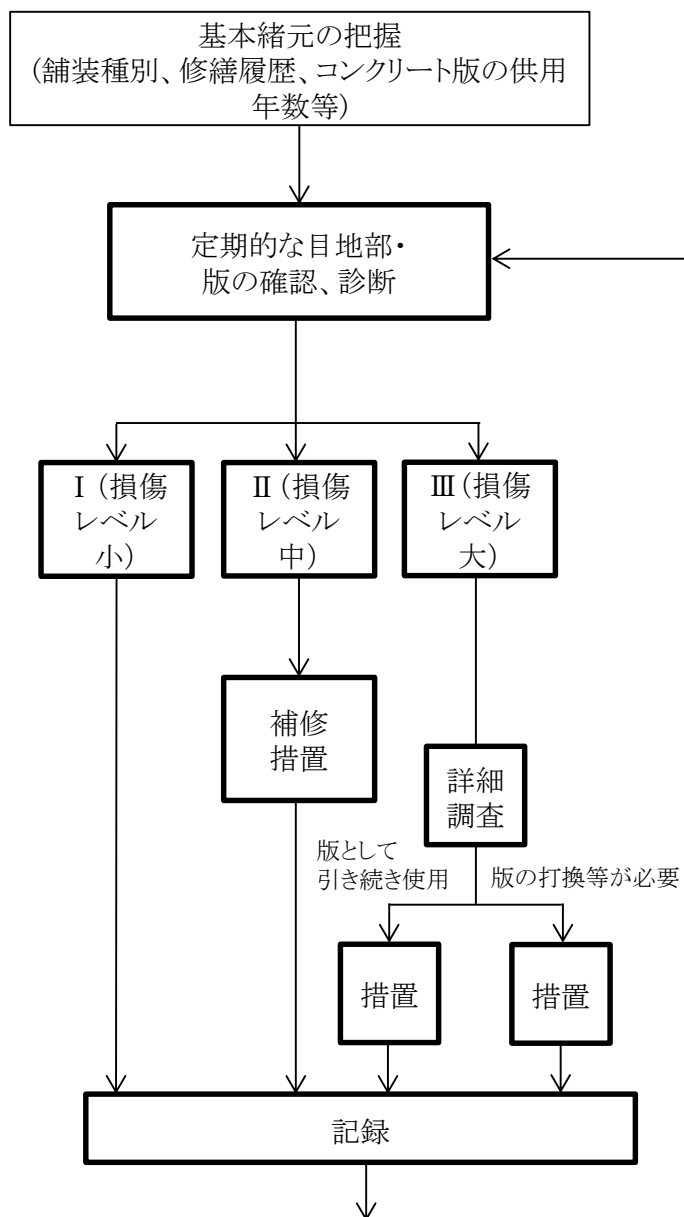 基本緒元の把握
(舗装種別、修繕履歴、コンクリート版の供用
年数等)
定期的な目地部・
版の確認、診断
Ⅰ(損傷
レベル
小)
Ⅱ(損傷
レベル
中)
Ⅲ(損傷
レベル
大)
補修
措置
詳細
調査
版として
引き続き使用
版の打換等が必要
措置
措置
記録